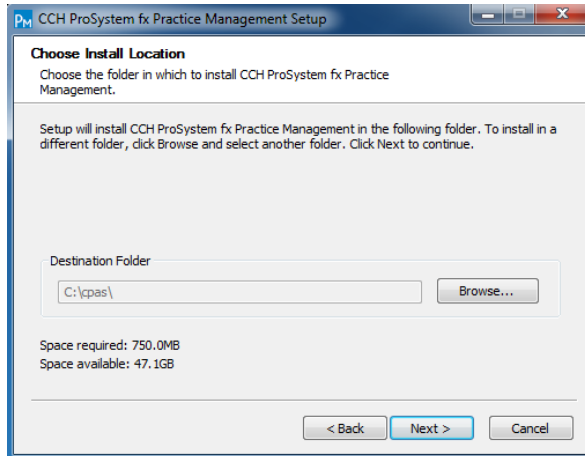 PM CCH ProSystem fx Practice Management Setup
Choose Install Location
Choose the folder in which to install CCH ProSystem fx Practice
Management.
Setup will install CCH ProSystem fx Practice Management in the following folder. To install in a
different folder, click Browse and select another folder. Click Next to continue.
Destination Folder
C:\cpas\
Browse...
Space required: 750.0MB
Space available: 47.1GB
< Back
Next >
Cancel